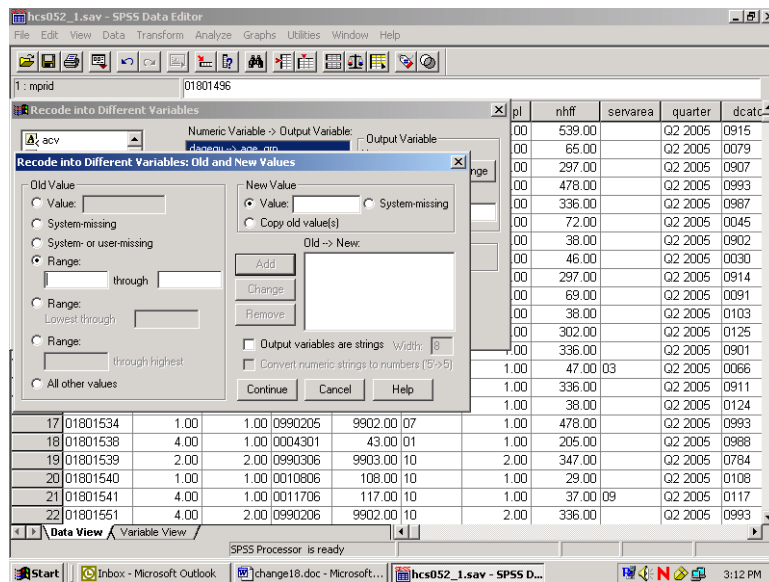 hcs052_1.sav - SPSS Data Editor
File Edit View Data Transform Analyze Graphs Utilities Window Help
1 : mprid 01801496
Recode into Different Variables
pl nhff servarea quarter dcatc
acv
Numeric Variable -> Output Variable:
Output Variable
.00 539.00 Q2 2005 0915
.00 65.00 Q2 2005 0079
Recode into Different Variables: Old and New Values
nge
.00 297.00 Q2 2005 0907
Old Value
New Value
.00 478.00 Q2 2005 0993
Value:
Value:
System-missing
.00 336.00 Q2 2005 0987
System-missing
Copy old value(s)
.00 72.00 Q2 2005 0045
System- or user-missing
Old --> New:
.00 38.00 Q2 2005 0902
Range:
Add
.00 46.00 Q2 2005 0030
through
.00 297.00 Q2 2005 0914
Change
.00 69.00 Q2 2005 0091
Range:
Lowest through
Remove
.00 38.00 Q2 2005 0103
.00 302.00 Q2 2005 0125
Range:
Output variables are strings Width: 8
1.00 336.00 Q2 2005 0901
through highest
Convert numeric strings to numbers ('5'->5)
1.00 47.00 03 Q2 2005 0066
All other values
Continue Cancel Help
1.00 336.00 Q2 2005 0911
1.00 38.00 Q2 2005 0124
17 01801534 1.00 1.00 0990205 9902.00 07 1.00 478.00 Q2 2005 0993
18 01801538 4.00 1.00 0004301 43.00 01 1.00 205.00 Q2 2005 0988
19 01801539 2.00 2.00 0990306 9903.00 10 2.00 347.00 Q2 2005 0784
20 01801540 1.00 1.00 0010806 108.00 10 1.00 29.00 Q2 2005 0108
21 01801541 4.00 1.00 0011706 117.00 10 1.00 37.00 09 Q2 2005 0117
22 01801551 4.00 2.00 0990206 9902.00 10 2.00 336.00 Q2 2005 0993
Data View Variable View
SPSS Processor is ready
Start Inbox - Microsoft Outlook change18.doc - Microsoft... hcs052_1.sav - SPSS D... 3:12 PM